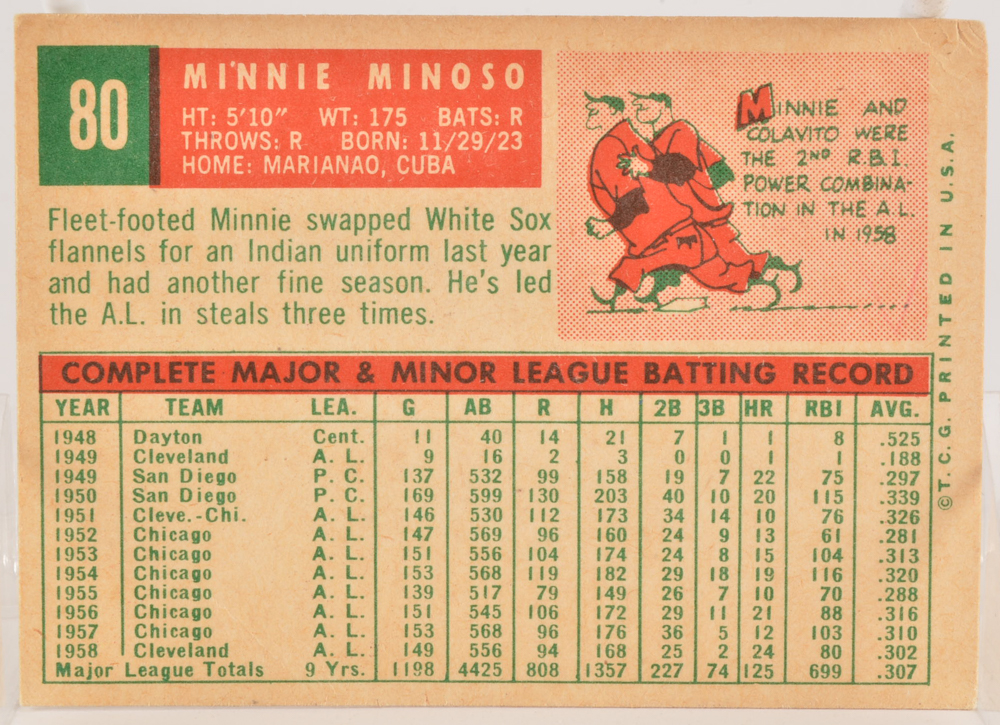 80
MINNIE MINOSO
HT: 5'10" WT: 175 BATS: R
THROWS: R BORN: 11/29/23
HOME: MARIANAO, CUBA
Fleet-footed Minnie swapped White Sox
flannels for an Indian uniform last year
and had another fine season. He's led
the A.L. in steals three times.
MINNIE AND
COLAVITO WERE
THE 2ND R.B.I.
POWER COMBINA-
TION IN THE A.L.
IN 1958
COMPLETE MAJOR & MINOR LEAGUE BATTING RECORD
YEAR TEAM LEA. G AB R H 2B 3B HR RBI AVG.
1948 Dayton Cent. 11 40 14 21 7 1 1 8 .525
1949 Cleveland A. L. 9 16 2 3 0 0 1 1 .188
1949 San Diego P. C. 137 532 99 158 19 7 22 75 .297
1950 San Diego P. C. 169 599 130 203 40 10 20 115 .339
1951 Cleve.-Chi. A. L. 146 530 112 173 34 14 10 76 .326
1952 Chicago A. L. 147 569 96 160 24 9 13 61 .281
1953 Chicago A. L. 151 556 104 174 24 8 15 104 .313
1954 Chicago A. L. 153 568 119 182 29 18 19 116 .320
1955 Chicago A. L. 139 517 79 149 26 7 10 70 .288
1956 Chicago A. L. 151 545 106 172 29 11 21 88 .316
1957 Chicago A. L. 153 568 96 176 36 5 12 103 .310
1958 Cleveland A. L. 149 556 94 168 25 2 24 80 .302
Major League Totals 9 Yrs. 1198 4425 808 1357 227 74 125 699 .307
©T. C. G. PRINTED IN U.S.A.